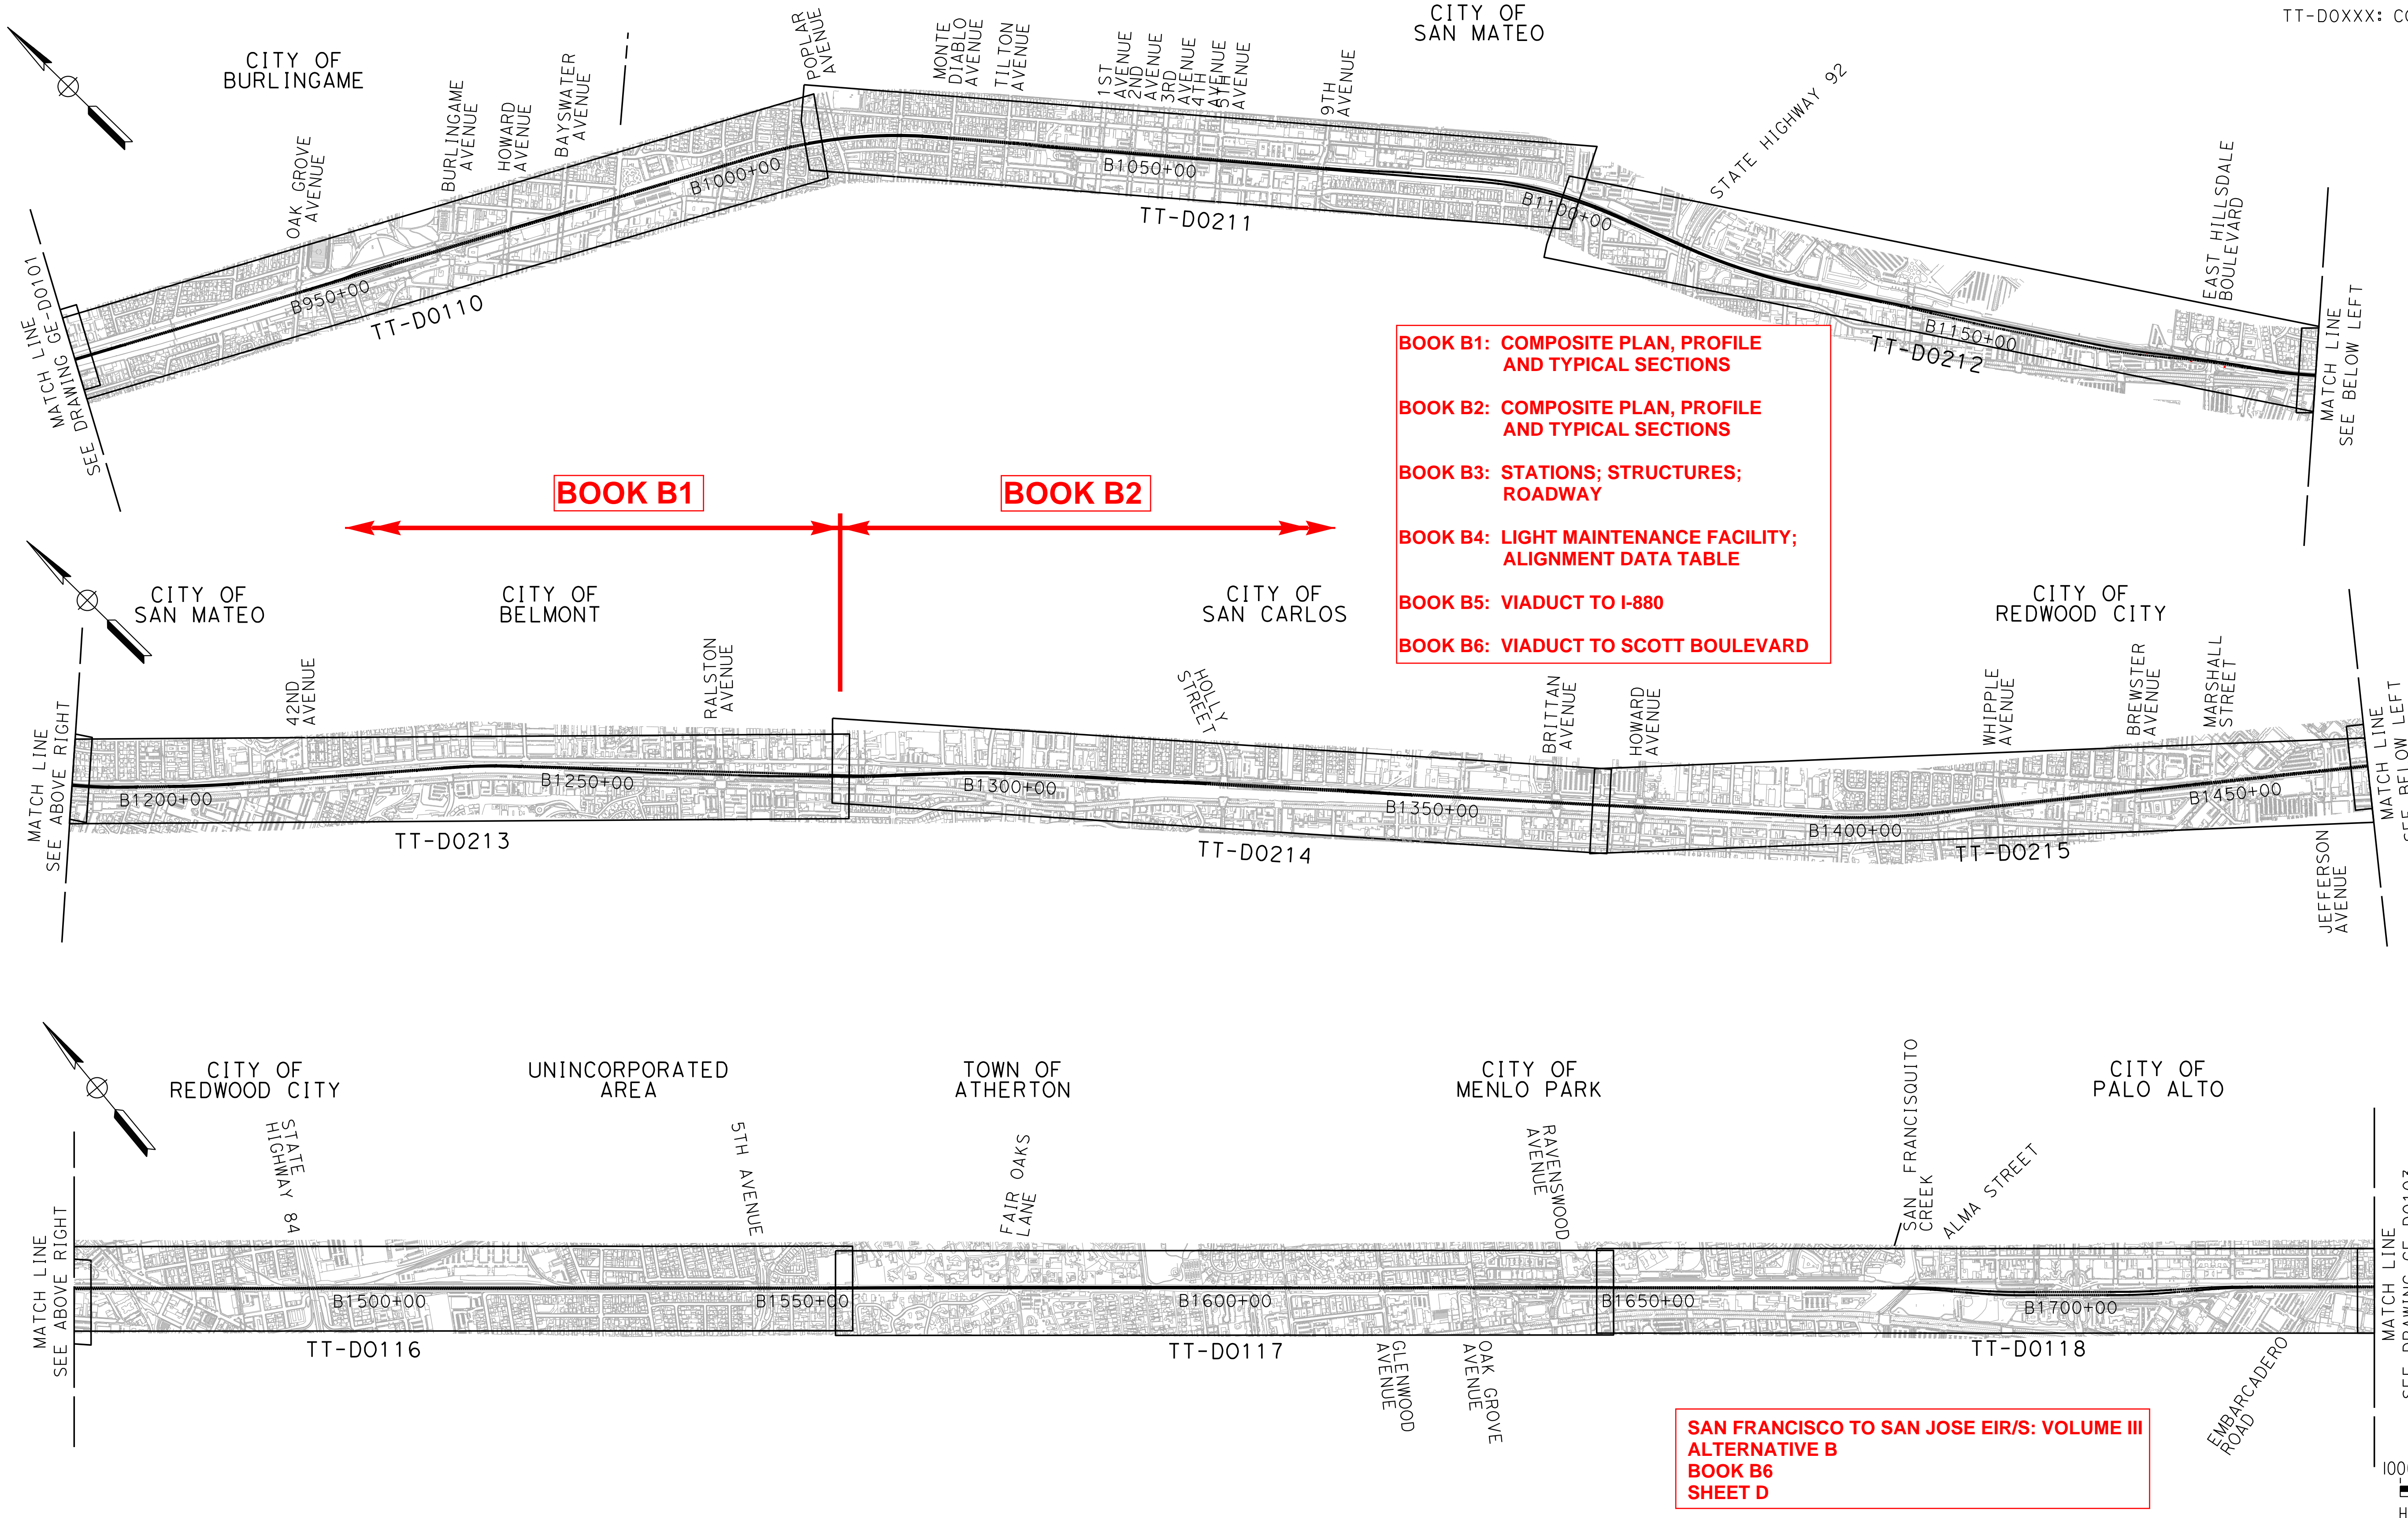 TT-D0XXX: CO
CITY OF
SAN MATEO
CITY OF
BURLINGAME
OAK GROVE
AVENUE
BURLINGAME
AVENUE
HOWARD
AVENUE
BAYSWATER
AVENUE
POPLAR
AVENUE
MONTE
DIABLO
AVENUE
TILTON
AVENUE
1ST
AVENUE
2ND
AVENUE
3RD
AVENUE
4TH
AVENUE
5TH
AVENUE
9TH
AVENUE
STATE HIGHWAY 92
EAST HILLSDALE
BOULEVARD
MATCH LINE
SEE DRAWING GE-D0101
B950+00
TT-D0110
B1000+00
B1050+00
TT-D0211
B1100+00
B1150+00
TT-D0212
MATCH LINE
SEE BELOW LEFT
BOOK B1: COMPOSITE PLAN, PROFILE
AND TYPICAL SECTIONS
BOOK B2: COMPOSITE PLAN, PROFILE
AND TYPICAL SECTIONS
BOOK B3: STATIONS; STRUCTURES;
ROADWAY
BOOK B4: LIGHT MAINTENANCE FACILITY;
ALIGNMENT DATA TABLE
BOOK B5: VIADUCT TO I-880
BOOK B6: VIADUCT TO SCOTT BOULEVARD
BOOK B1
BOOK B2
CITY OF
SAN MATEO
CITY OF
BELMONT
CITY OF
SAN CARLOS
CITY OF
REDWOOD CITY
42ND
AVENUE
RALSTON
AVENUE
HOLLY
STREET
BRITTAN
AVENUE
HOWARD
AVENUE
WHIPPLE
AVENUE
BREWSTER
AVENUE
MARSHALL
STREET
JEFFERSON
AVENUE
MATCH LINE
SEE ABOVE RIGHT
B1200+00
B1250+00
TT-D0213
B1300+00
B1350+00
TT-D0214
B1400+00
B1450+00
TT-D0215
MATCH LINE
SEE BELOW LEFT
CITY OF
REDWOOD CITY
UNINCORPORATED
AREA
TOWN OF
ATHERTON
CITY OF
MENLO PARK
CITY OF
PALO ALTO
STATE
HIGHWAY 84
5TH AVENUE
FAIR OAKS
LANE
RAVENSWOOD
AVENUE
SAN FRANCISQUITO
CREEK
ALMA STREET
MATCH LINE
SEE ABOVE RIGHT
B1500+00
B1550+00
TT-D0116
B1600+00
TT-D0117
B1650+00
B1700+00
TT-D0118
GLENWOOD
AVENUE
OAK GROVE
AVENUE
EMBARCADERO
ROAD
MATCH LINE
SEE DRAWING GE-D0103
SAN FRANCISCO TO SAN JOSE EIR/S: VOLUME III
ALTERNATIVE B
BOOK B6
SHEET D